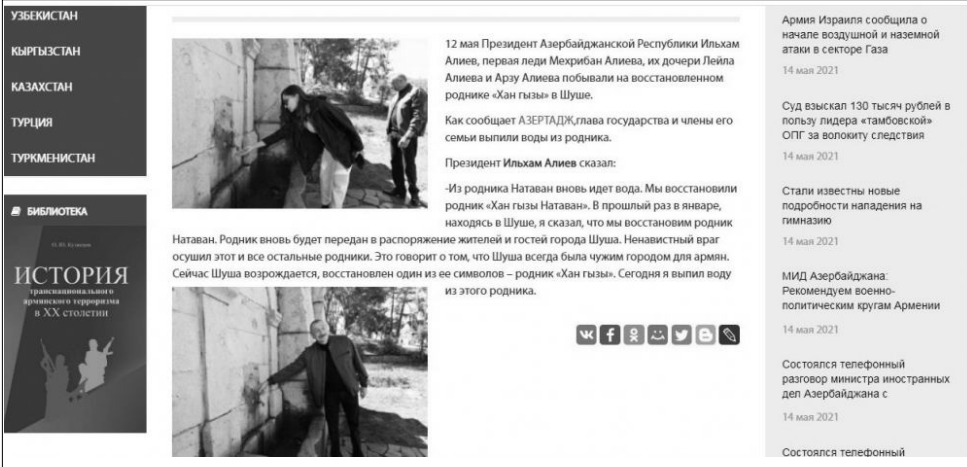 УЗБЕКИСТАН
КЫРГЫЗСТАН
КАЗАХСТАН
ТУРЦИЯ
ТУРКМЕНИСТАН
БИБЛИОТЕКА
О. Ю. Кузнецов
ИСТОРИЯ
транснационального
армянского терроризма
в XX столетии
12 мая Президент Азербайджанской Республики Ильхам
Алиев, первая леди Мехрибан Алиева, их дочери Лейла
Алиева и Арзу Алиева побывали на восстановленном
роднике «Хан гызы» в Шуше.
Как сообщает АЗЕРТАДЖ,глава государства и члены его
семьи выпили воды из родника.
Президент Ильхам Алиев сказал:
-Из родника Натаван вновь идет вода. Мы восстановили
родник «Хан гызы Натаван». В прошлый раз в январе,
находясь в Шуше, я сказал, что мы восстановим родник
Натаван. Родник вновь будет передан в распоряжение жителей и гостей города Шуша. Ненавистный враг
осушил этот и все остальные родники. Это говорит о том, что Шуша всегда была чужим городом для армян.
Сейчас Шуша возрождается, восстановлен один из ее символов – родник «Хан гызы». Сегодня я выпил воду
из этого родника.
Армия Израиля сообщила о
начале воздушной и наземной
атаки в секторе Газа
14 мая 2021
Суд взыскал 130 тысяч рублей в
пользу лидера «тамбовской»
ОПГ за волокиту следствия
14 мая 2021
Стали известны новые
подробности нападения на
гимназию
14 мая 2021
МИД Азербайджана:
Рекомендуем военно-
политическим кругам Армении
14 мая 2021
Состоялся телефонный
разговор министра иностранных
дел Азербайджана с
14 мая 2021
Состоялся телефонный